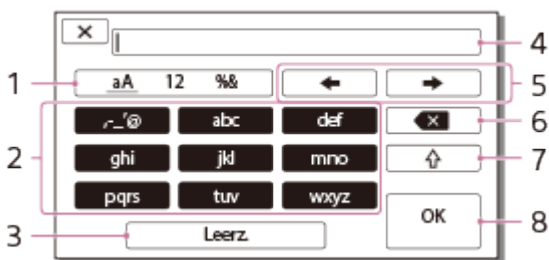 4
1 aA 12 %& 5
,-_'@ abc def 6
2 ghi jkl mno 7
pqrs tuv wxyz
OK 8
3 Leerz.